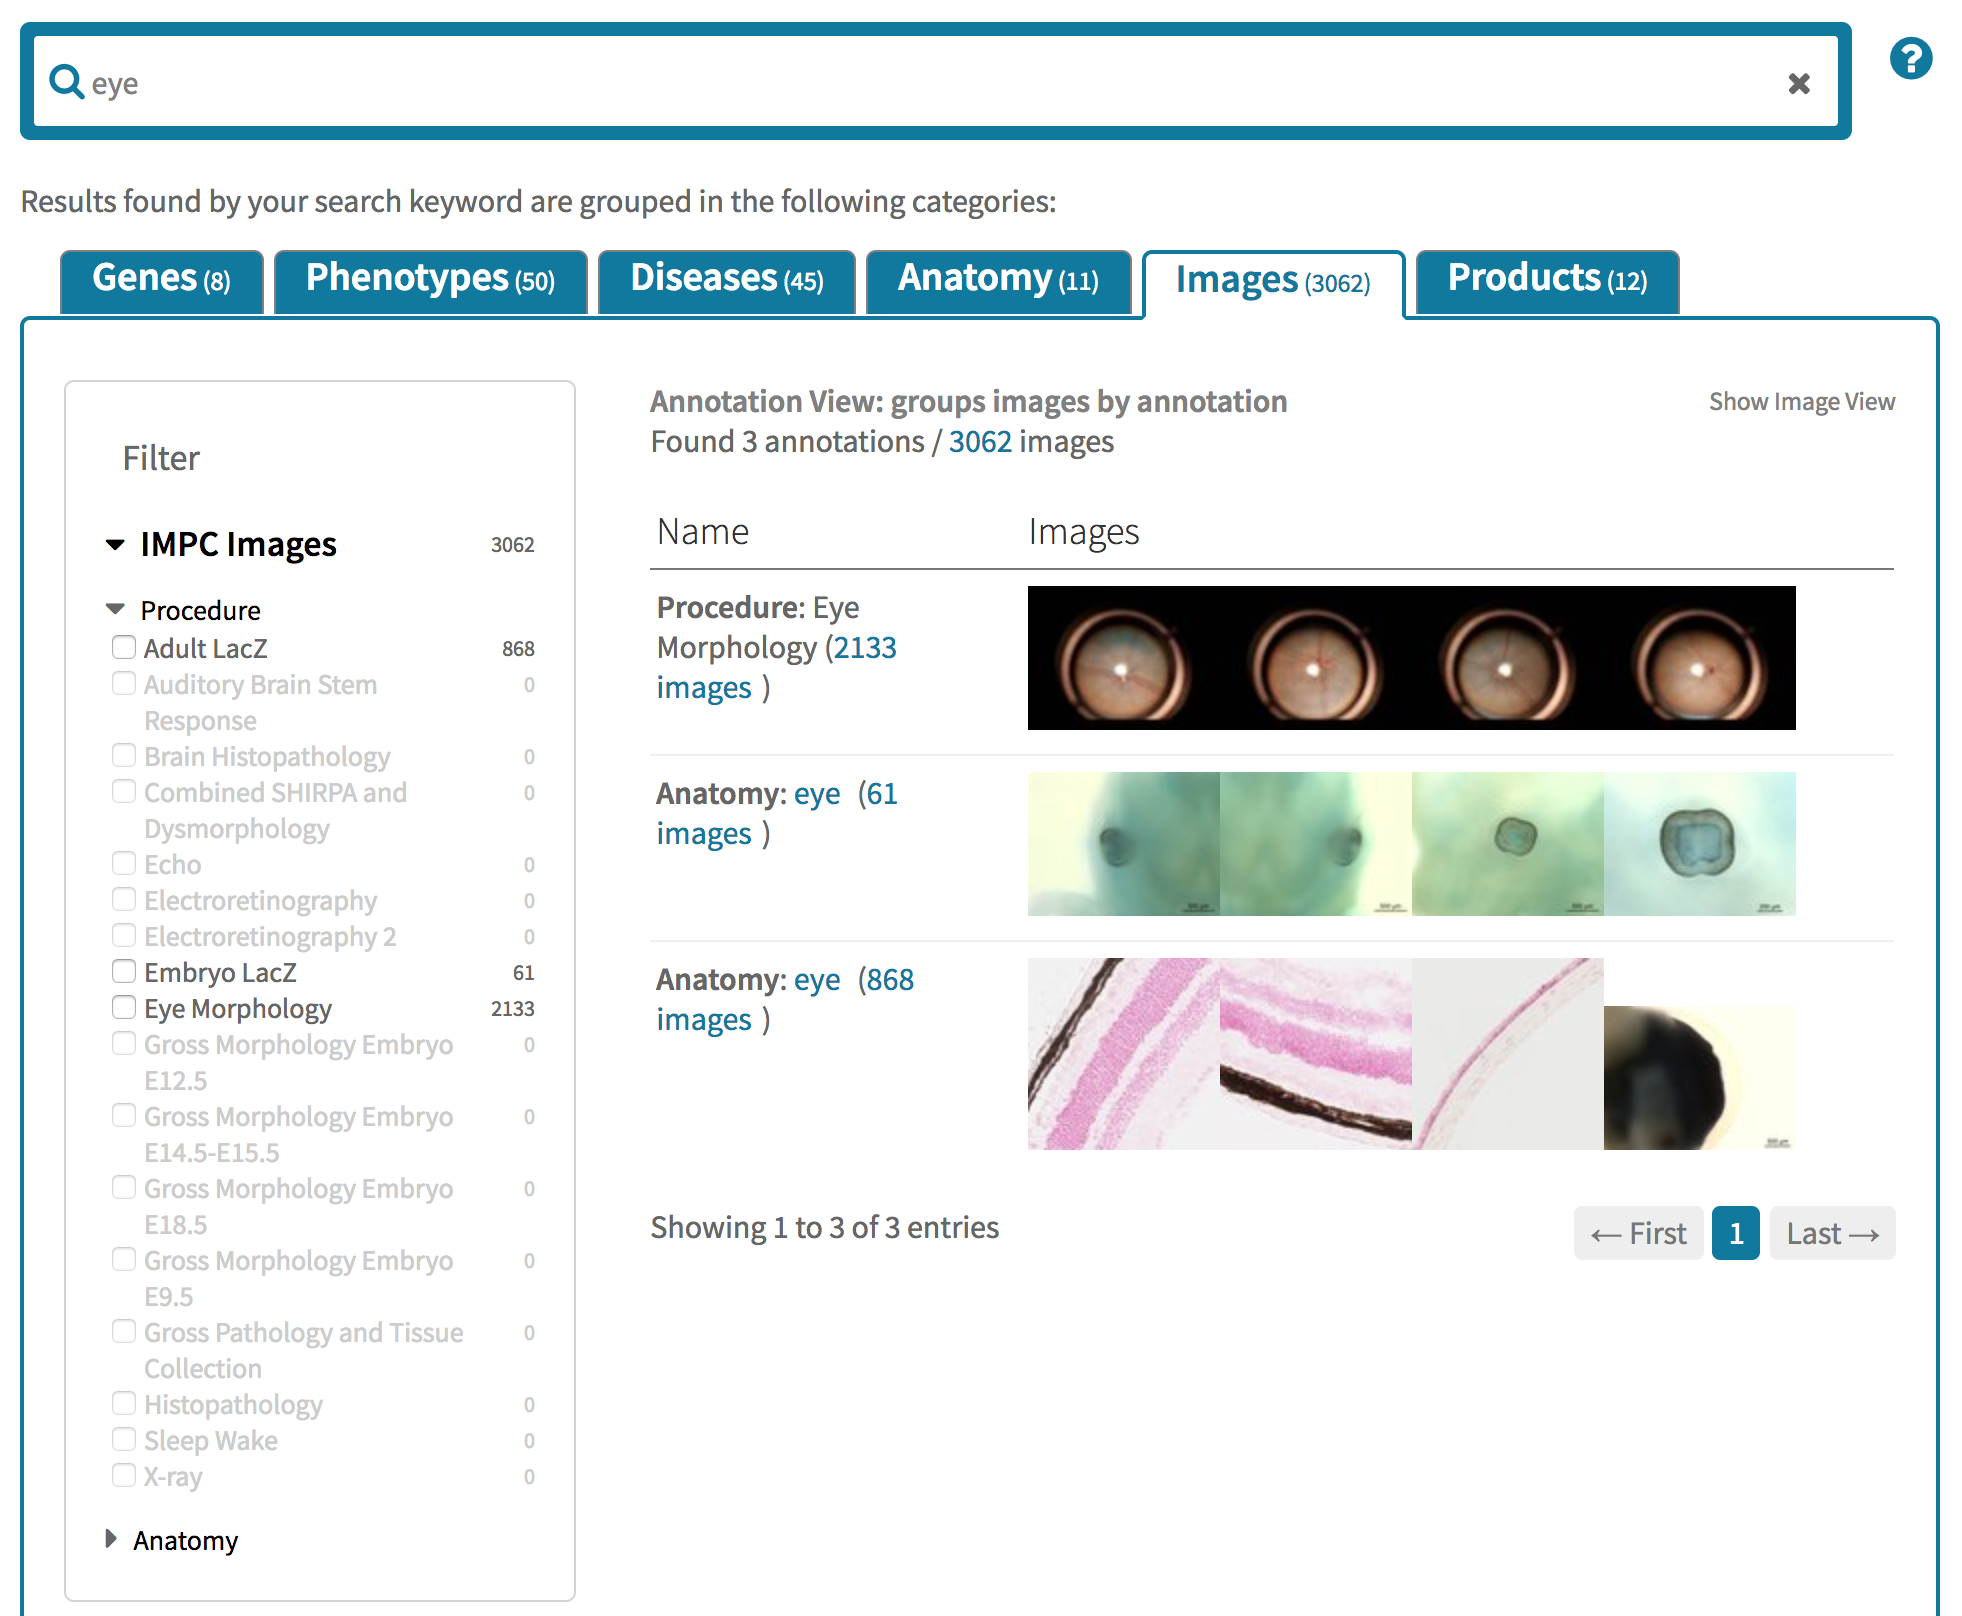 eye
Results found by your search keyword are grouped in the following categories:
Genes (8)
Phenotypes (50)
Diseases (45)
Anatomy (11)
Images (3062)
Products (12)
Filter
IMPC Images 3062
Procedure
Adult LacZ 868
Auditory Brain Stem 0
Response
Brain Histopathology 0
Combined SHIRPA and 0
Dysmorphology
Echo 0
Electroretinography 0
Electroretinography 2 0
Embryo LacZ 61
Eye Morphology 2133
Gross Morphology Embryo 0
E12.5
Gross Morphology Embryo 0
E14.5-E15.5
Gross Morphology Embryo 0
E18.5
Gross Morphology Embryo 0
E9.5
Gross Pathology and Tissue 0
Collection
Histopathology 0
Sleep Wake 0
X-ray 0
Anatomy
Annotation View: groups images by annotation
Show Image View
Found 3 annotations / 3062 images
Name Images
Procedure: Eye
Morphology (2133
images )
Anatomy: eye (61
images )
Anatomy: eye (868
images )
Showing 1 to 3 of 3 entries
← First 1 Last →